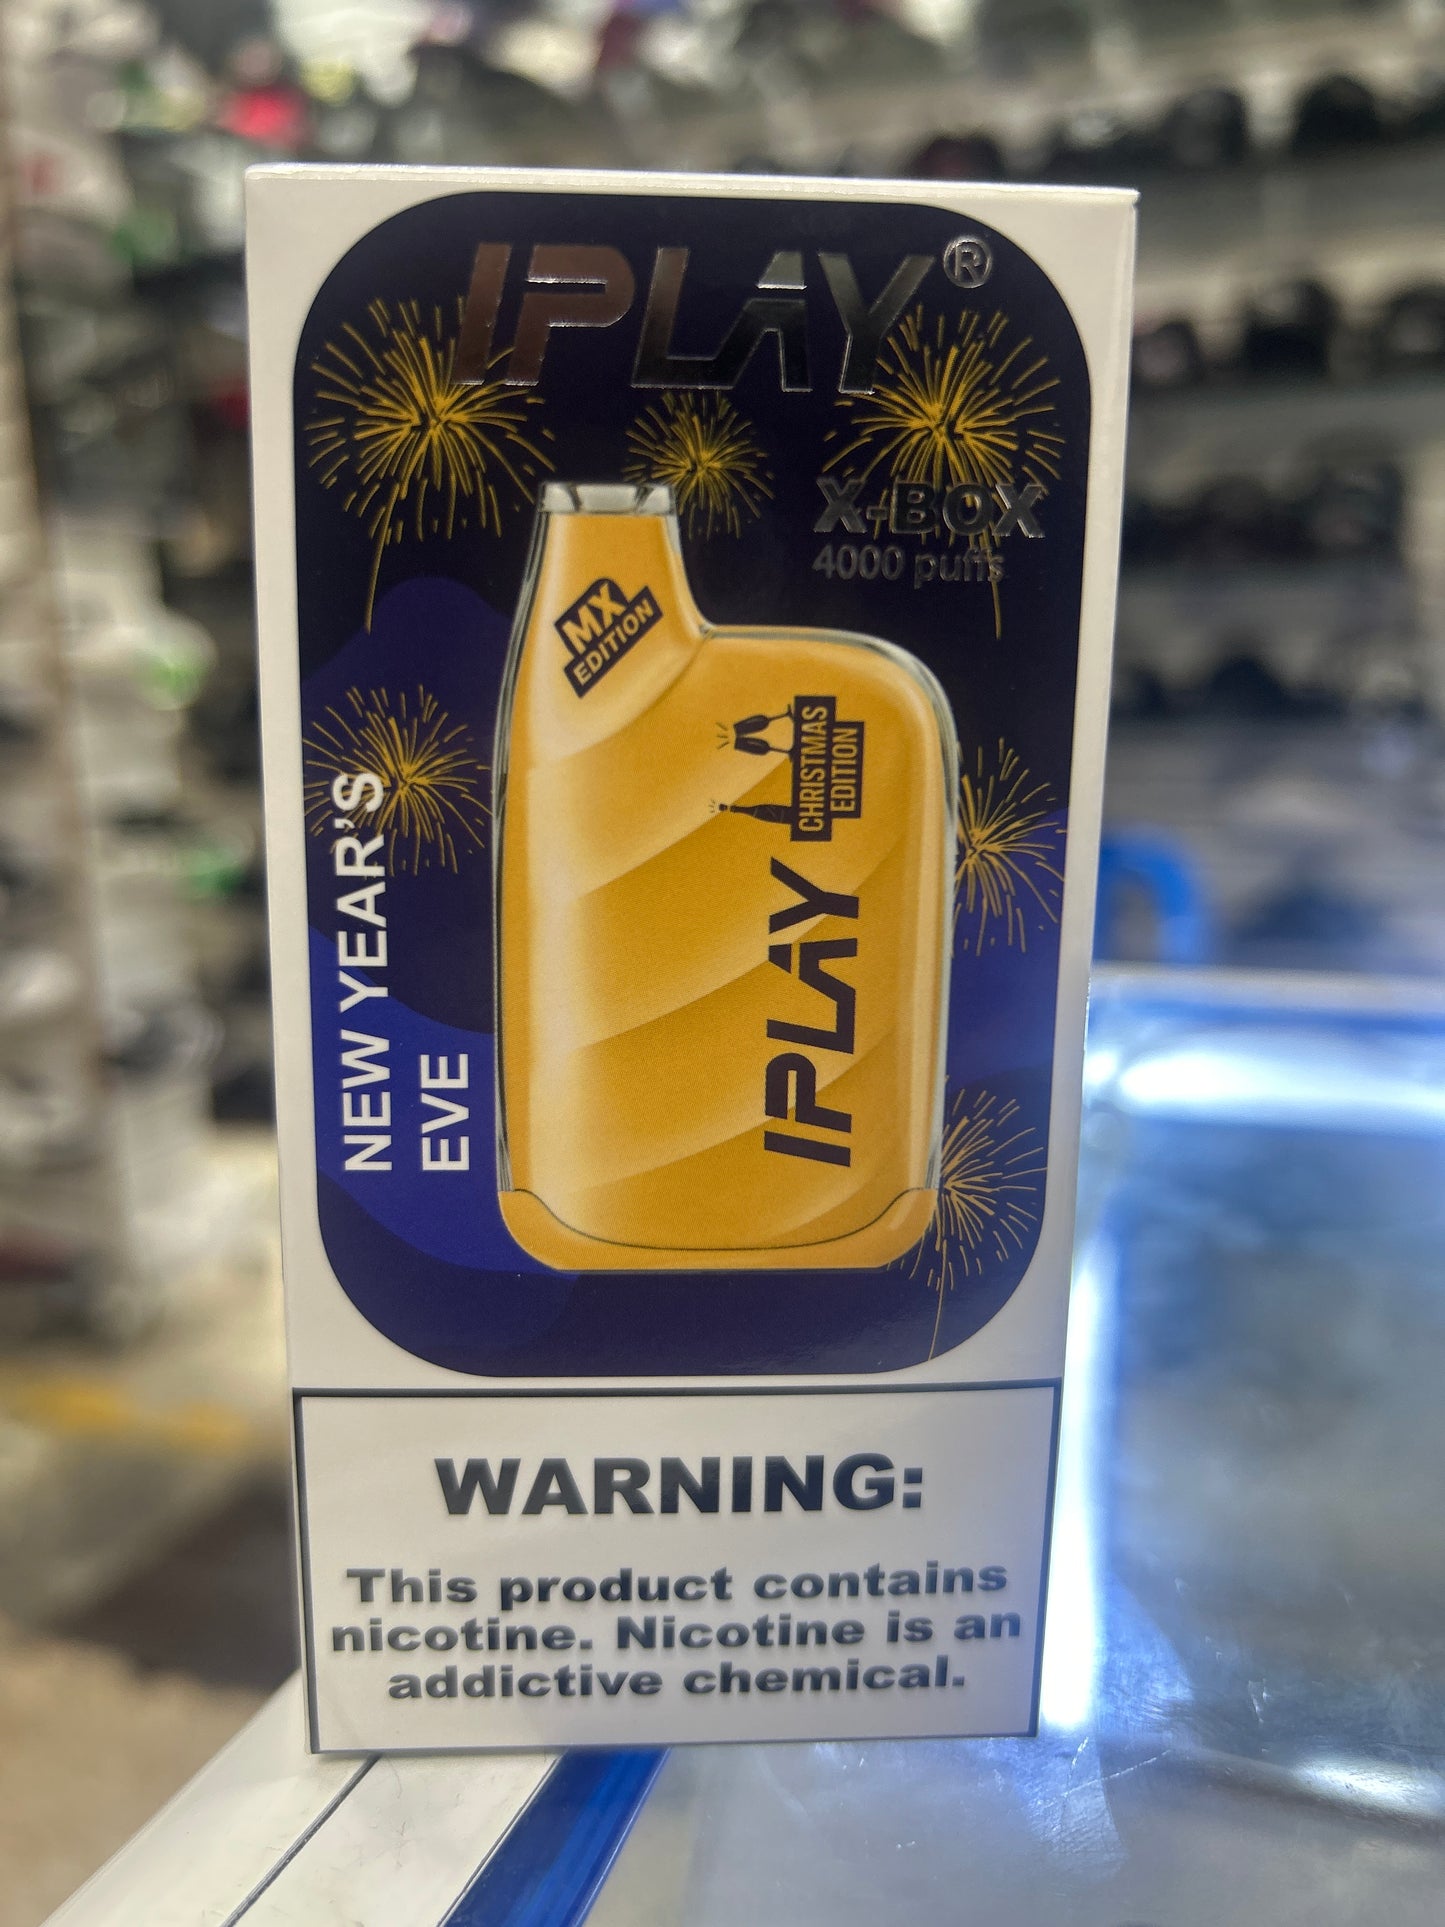 IPLAY®
X-BOX
4000 puffs
MX
EDITION
CHRISTMAS
EDITION
IPLAY
NEW YEAR'S
EVE
WARNING:
This product contains
nicotine. Nicotine is an
addictive chemical.